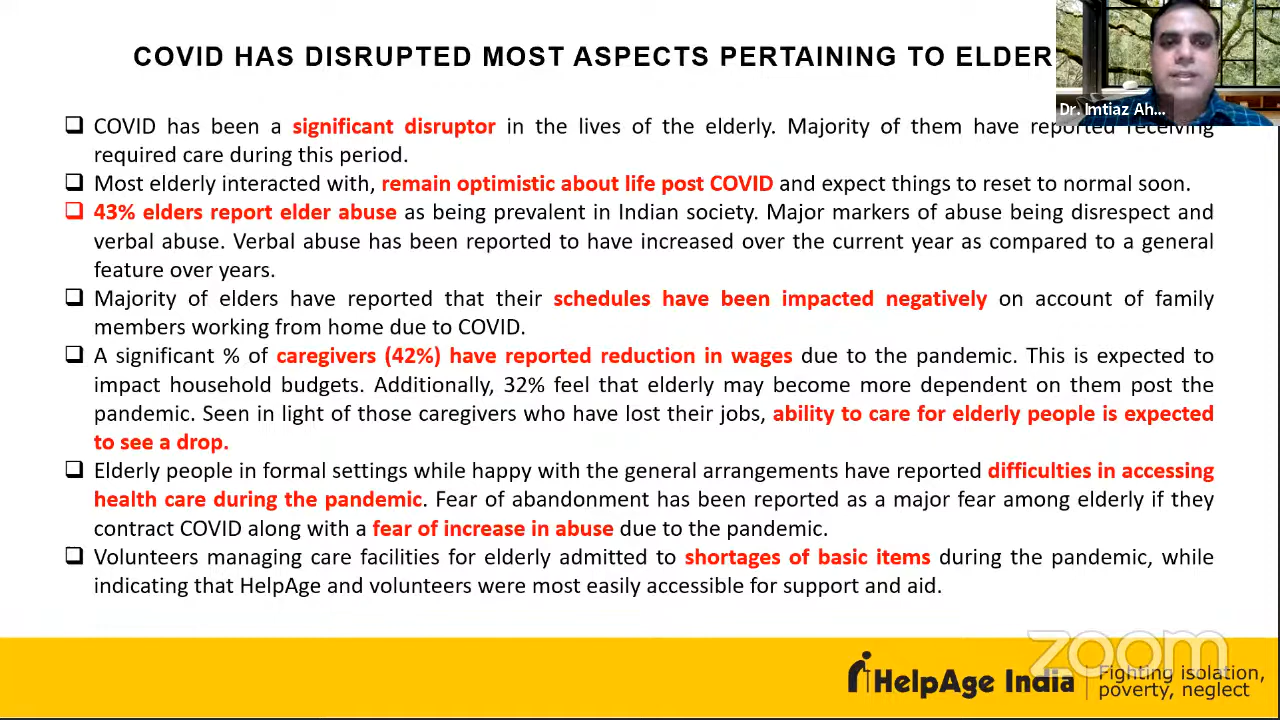 COVID HAS DISRUPTED MOST ASPECTS PERTAINING TO ELDER
Dr. Imtiaz Ah...
❑ COVID has been a significant disruptor in the lives of the elderly. Majority of them have reported receiving
required care during this period.
❑ Most elderly interacted with, remain optimistic about life post COVID and expect things to reset to normal soon.
❑ 43% elders report elder abuse as being prevalent in Indian society. Major markers of abuse being disrespect and
verbal abuse. Verbal abuse has been reported to have increased over the current year as compared to a general
feature over years.
❑ Majority of elders have reported that their schedules have been impacted negatively on account of family
members working from home due to COVID.
❑ A significant % of caregivers (42%) have reported reduction in wages due to the pandemic. This is expected to
impact household budgets. Additionally, 32% feel that elderly may become more dependent on them post the
pandemic. Seen in light of those caregivers who have lost their jobs, ability to care for elderly people is expected
to see a drop.
❑ Elderly people in formal settings while happy with the general arrangements have reported difficulties in accessing
health care during the pandemic. Fear of abandonment has been reported as a major fear among elderly if they
contract COVID along with a fear of increase in abuse due to the pandemic.
❑ Volunteers managing care facilities for elderly admitted to shortages of basic items during the pandemic, while
indicating that HelpAge and volunteers were most easily accessible for support and aid.
zoom
HelpAge India
Fighting isolation,
poverty, neglect